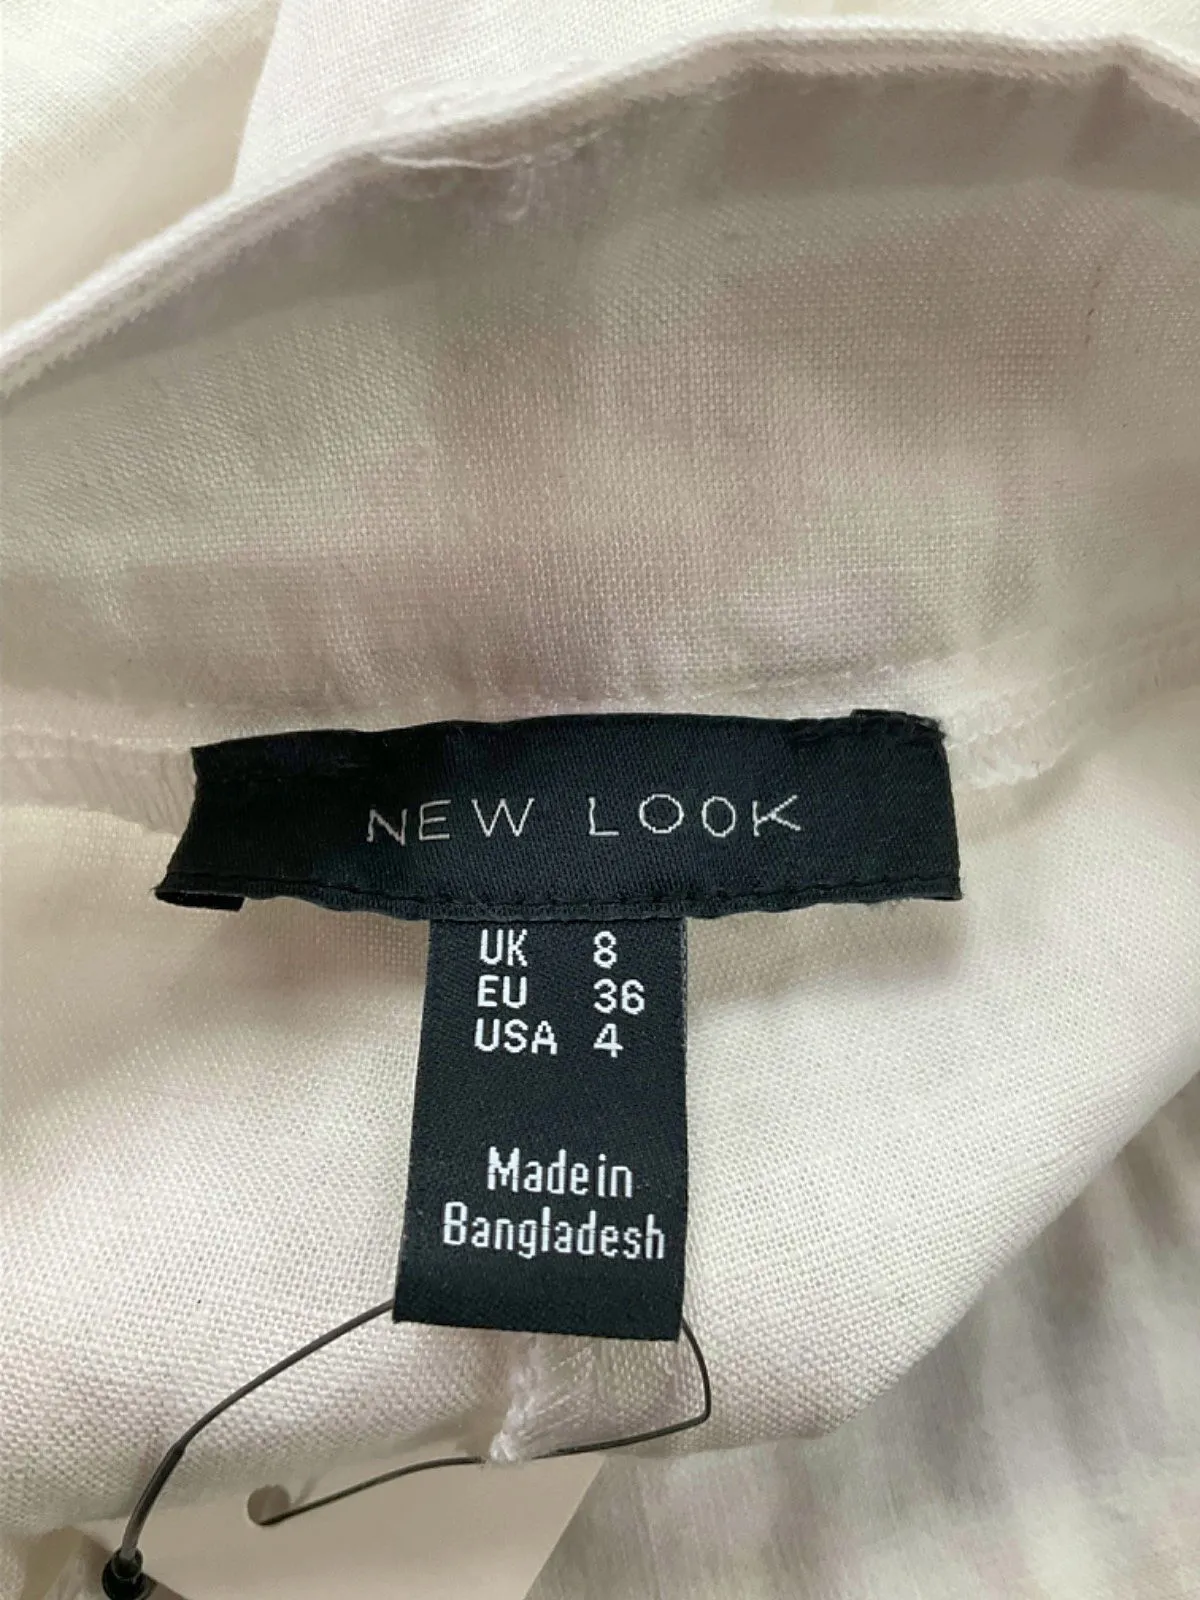 NEW LOOK
UK 8
EU 36
USA 4
Made in
Bangladesh